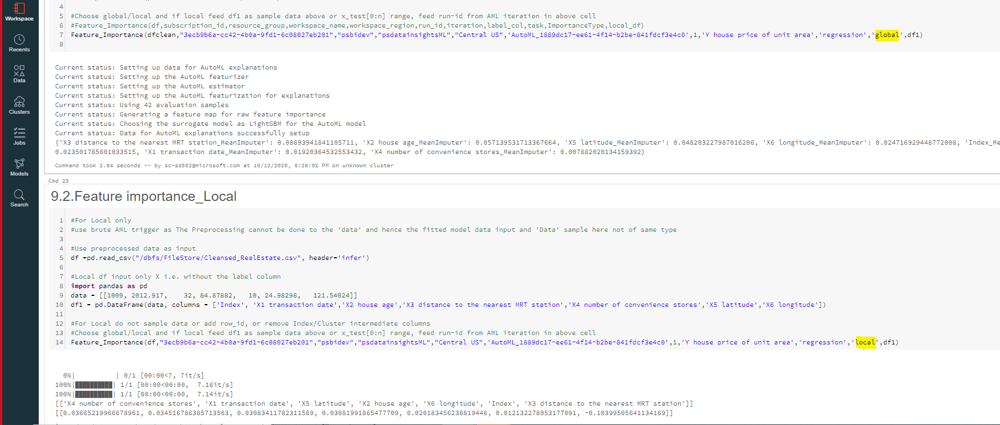 Workspace
Recents
Data
Clusters
Jobs
Models
Search
4
5 #Choose global/local and if local feed df1 as sample data above or x_test[0:n] range, feed run-id from AML iteration in above cell
6 #Feature_Importance(df,subscription_id,resource_group,workspace_name,workspace_region,run_id,iteration,label_col,task,ImportanceType,local_df)
7 Feature_Importance(dfclean,"3ecb9b6a-cc42-4b0a-9fd1-6c08027eb201","psbidev","psdatainsightsML","Central US",'AutoML_1889dc17-ee61-4f14-b2be-841fdcf3e4c0',1,'Y house price of unit area','regression','global',df1)
8
Current status: Setting up data for AutoML explanations
Current status: Setting up the AutoML featurizer
Current status: Setting up the AutoML estimator
Current status: Setting up the AutoML featurization for explanations
Current status: Using 42 evaluation samples
Current status: Generating a feature map for raw feature importance
Current status: Choosing the surrogate model as LightGBM for the AutoML model
Current status: Data for AutoML explanations successfully setup
{'X3 distance to the nearest MRT station_MeanImputer': 0.08693941841105711, 'X2 house age_MeanImputer': 0.057139531713367664, 'X5 latitude_MeanImputer': 0.048203227987016206, 'X6 longitude_MeanImputer': 0.024716929448772008, 'Index_Me
0.023501785601033515, 'X1 transaction date_MeanImputer': 0.01920364532553432, 'X4 number of convenience stores_MeanImputer': 0.007882020134159392}
Command took 2.64 seconds -- by sc-sd502@microsoft.com at 10/12/2020, 6:26:02 PM on unknown cluster
Cmd 23
9.2.Feature importance_Local
1 #For Local only
2 #use brute AML trigger as The Preprocessing cannot be done to the 'data' and hence the fitted model data input and 'Data' sample here not of same type
3
4 #Use preprocessed data as input
5 df =pd.read_csv("/dbfs/FileStore/Cleansed_RealEstate.csv", header='infer')
6
7 #Local df input only X i.e. without the label column
8 import pandas as pd
9 data = [[1000, 2012.917, 32, 84.87882, 10, 24.98298, 121.54024]]
10 df1 = pd.DataFrame(data, columns = ['Index', 'X1 transaction date','X2 house age','X3 distance to the nearest MRT station','X4 number of convenience stores','X5 latitude','X6 longitude'])
11
12 #For Local do not sample data or add row_id, or remove Index/Cluster intermediate columns
13 #Choose global/local and if local feed df1 as sample data above or x_test[0:n] range, feed run-id from AML iteration in above cell
14 Feature_Importance(df,"3ecb9b6a-cc42-4b0a-9fd1-6c08027eb201","psbidev","psdatainsightsML","Central US",'AutoML_1889dc17-ee61-4f14-b2be-841fdcf3e4c0',1,'Y house price of unit area','regression','local',df1)
0%| | 0/1 [00:00<?, ?it/s]
100%|██████████| 1/1 [00:00<00:00, 7.16it/s]
100%|██████████| 1/1 [00:00<00:00, 7.14it/s]
[['X4 number of convenience stores', 'X1 transaction date', 'X5 latitude', 'X2 house age', 'X6 longitude', 'Index', 'X3 distance to the nearest MRT station']]
[[0.03665219966678961, 0.034516786385713503, 0.03083411782311589, 0.03081991865477709, 0.020183456238819446, 0.012132278053177091, -0.10399505641134169]]